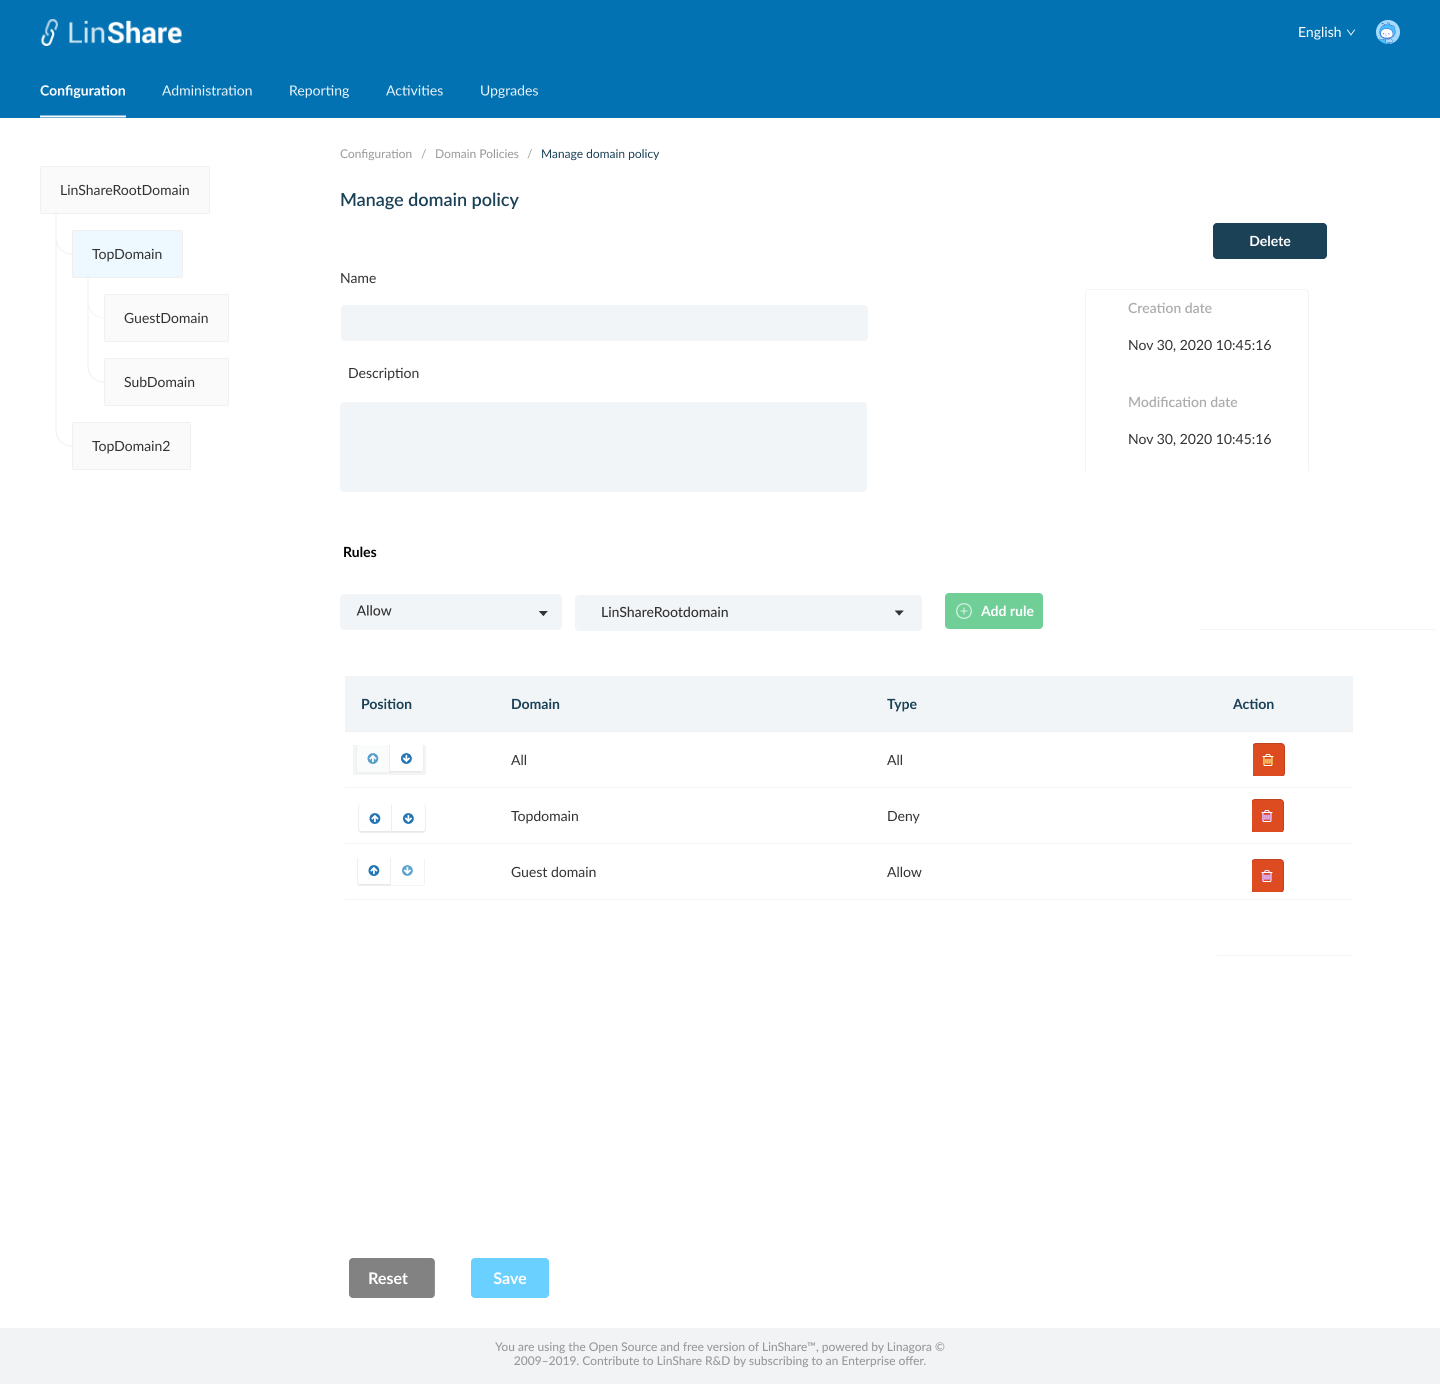 LinShare
English
Configuration Administration Reporting Activities Upgrades
Configuration / Domain Policies / Manage domain policy
LinShareRootDomain
TopDomain
GuestDomain
SubDomain
TopDomain2
Manage domain policy
Delete
Name
Creation date
Nov 30, 2020 10:45:16
Description
Modification date
Nov 30, 2020 10:45:16
Rules
Allow LinShareRootdomain Add rule
Position Domain Type Action
All All
Topdomain Deny
Guest domain Allow
Reset Save
You are using the Open Source and free version of LinShare™, powered by Linagora ©
2009–2019. Contribute to LinShare R&D by subscribing to an Enterprise offer.